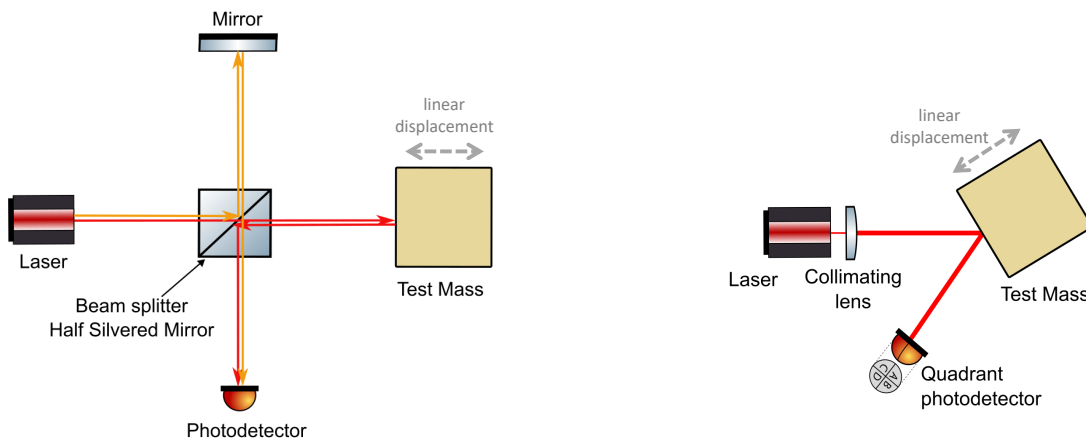 Mirror
linear
displacement
Laser
Beam splitter
Half Silvered Mirror
Test Mass
Photodetector
linear
displacement
Laser
Collimating
lens
Test Mass
A
B
C
D
Quadrant
photodetector